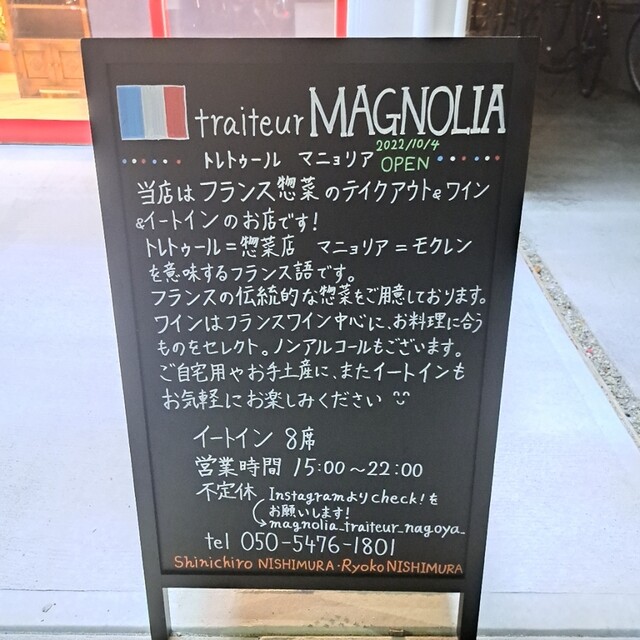 traiteur MAGNOLIA
トレトゥール マニョリア 2022/10/4 OPEN
当店はフランス惣菜のテイクアウト&ワイン
&イートインのお店です!
トレトゥール=惣菜店 マニョリア=モクレン
を意味するフランス語です。
フランスの伝統的な惣菜をご用意しております。
ワインはフランスワイン中心に、お料理に合う
ものをセレクト。ノンアルコールもございます。
ご自宅用やお手土産に、またイートインも
お気軽にお楽しみください
イートイン 8席
営業時間 15:00~22:00
不定休 Instagramよりcheck!を
お願いします!
magnolia_traiteur_nagoya_
tel 050-5476-1801
Shinichiro NISHIMURA・Ryoko NISHIMURA